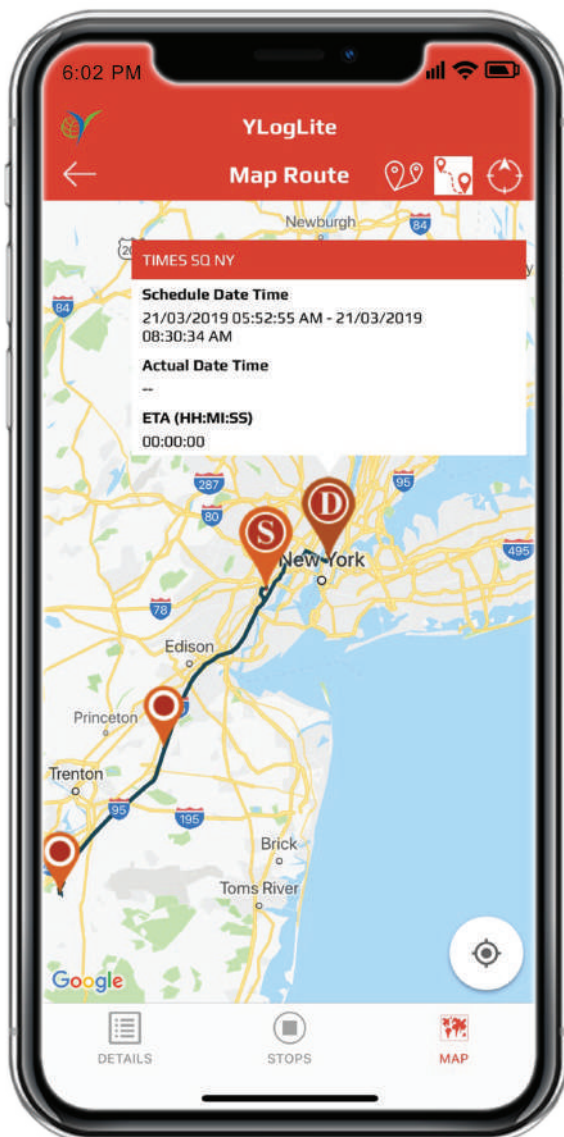 6:02 PM
YLogLite
Map Route
Newburgh
84
20
TIMES SQ NY
84
Schedule Date Time
21/03/2019 05:52:55 AM - 21/03/2019
08:30:34 AM
Actual Date Time
--
ETA (HH:MI:SS)
00:00:00
287
95
80
S
D
New York
495
78
Edison
Princeton
Trenton
95
195
Brick
Toms River
Google
DETAILS
STOPS
MAP